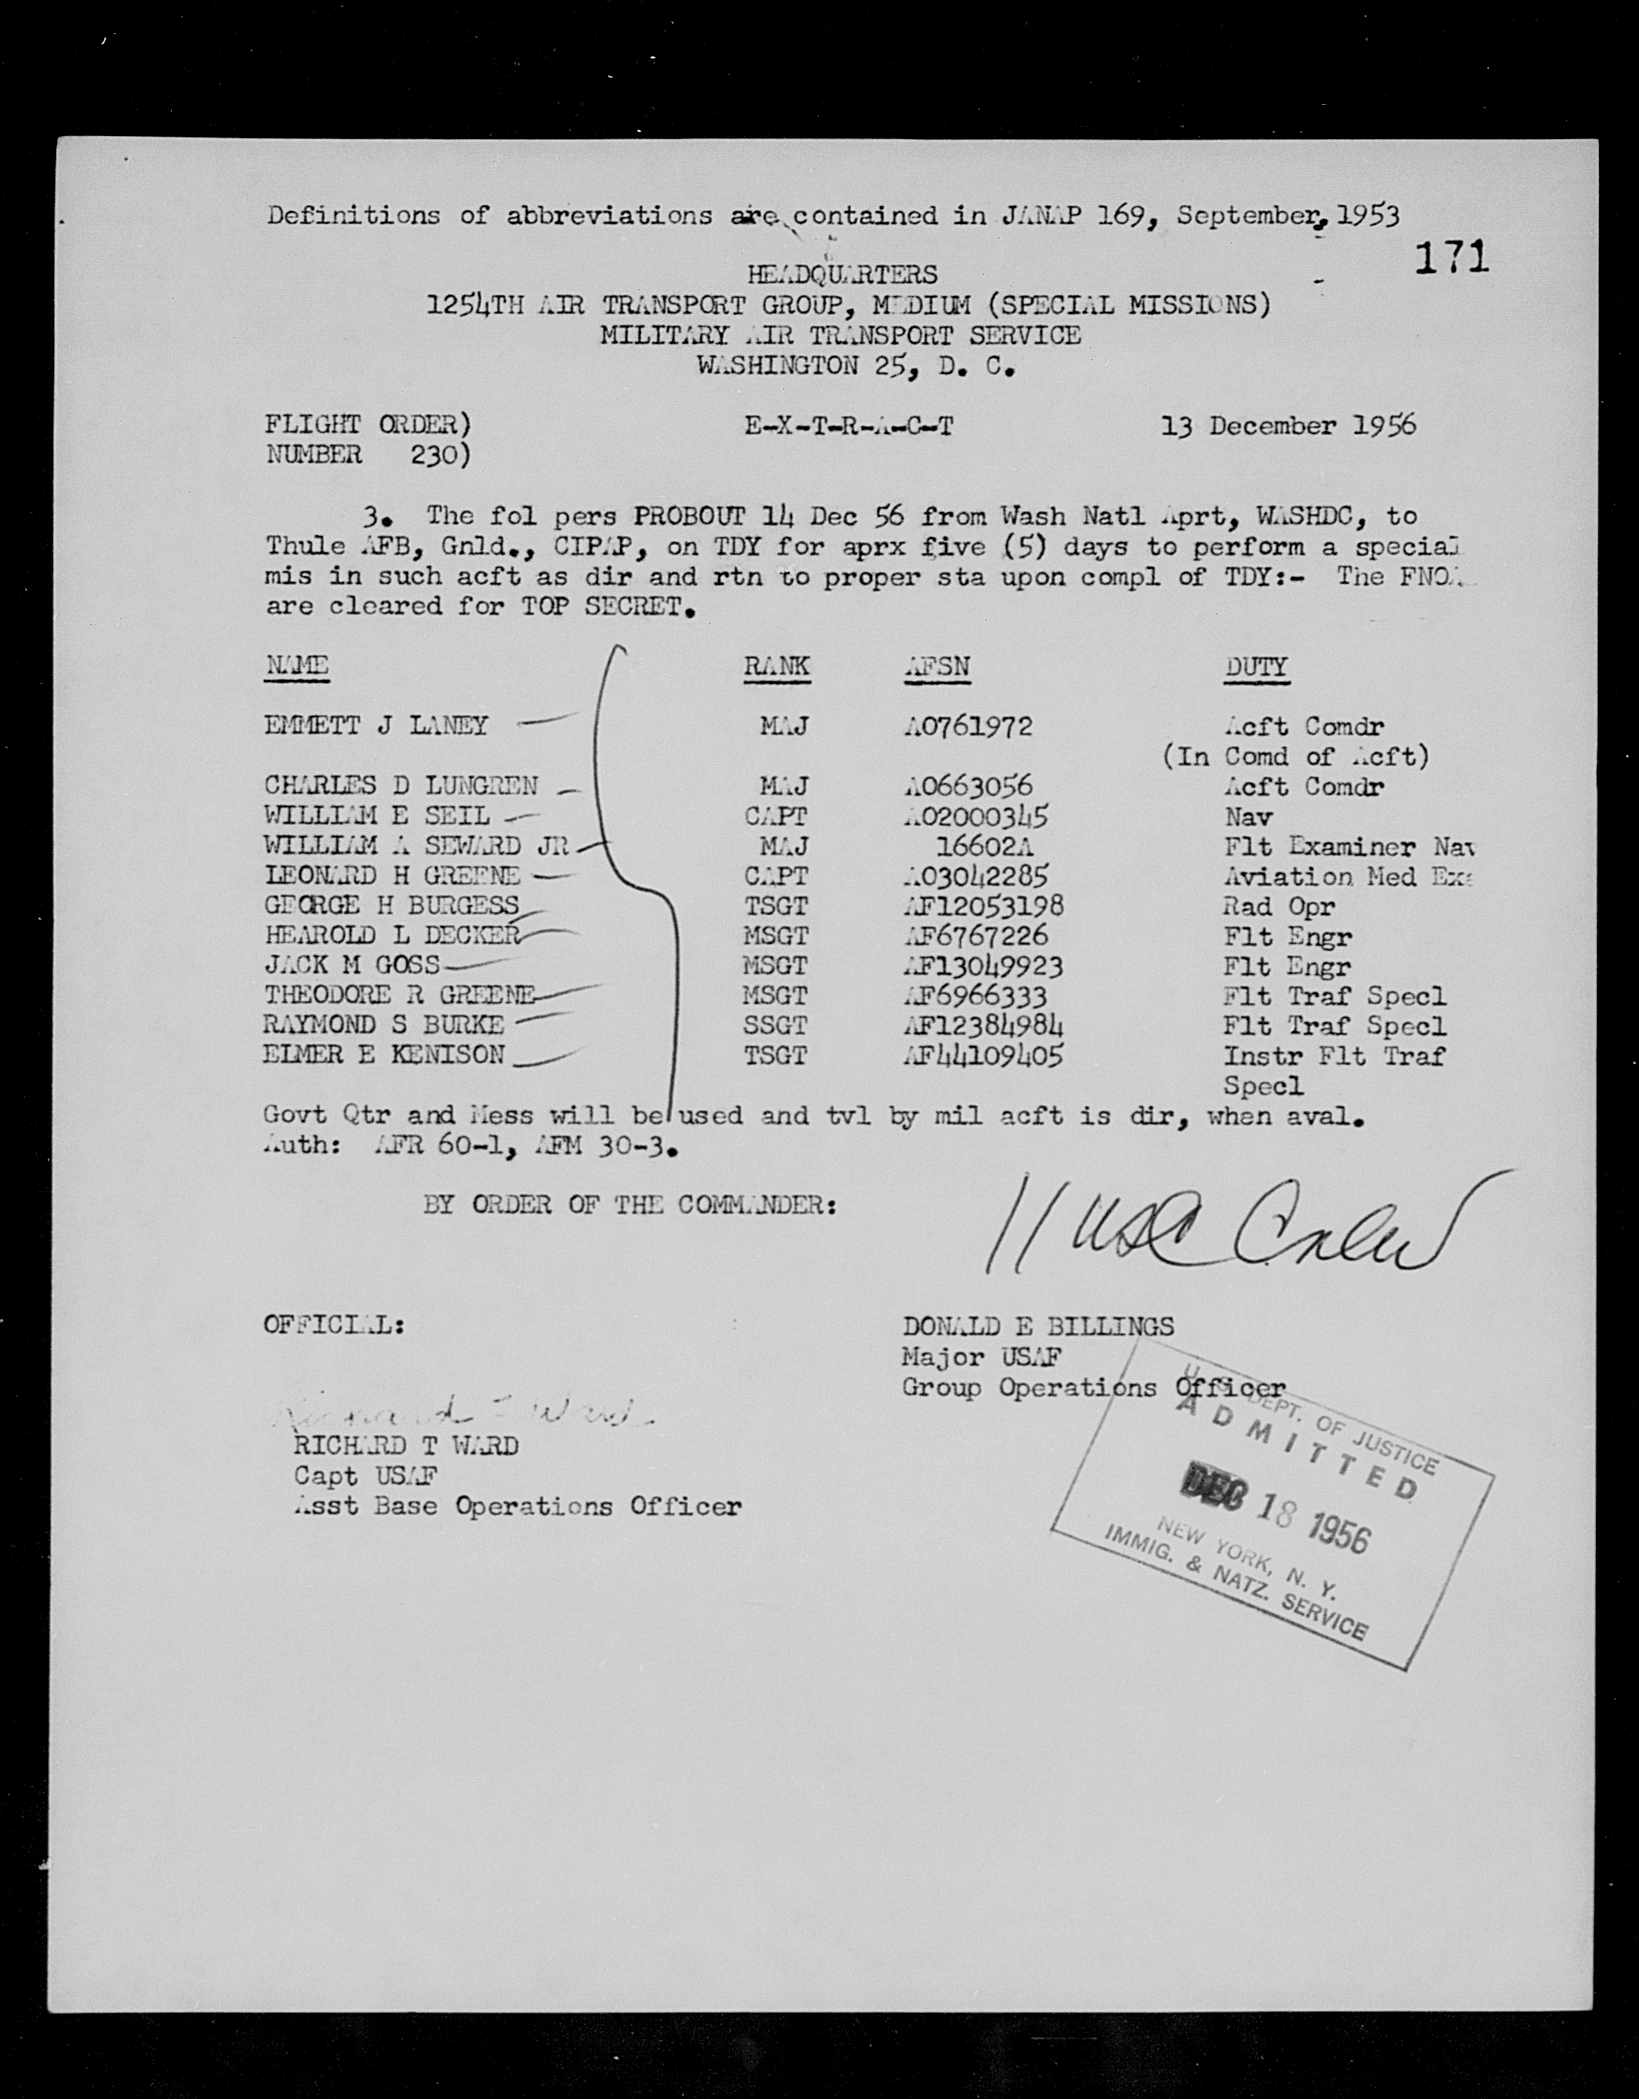 Definitions of abbreviations are contained in JANAP 169, September, 1953
171
HEADQUARTERS
1254TH AIR TRANSPORT GROUP, MEDIUM (SPECIAL MISSIONS)
MILITARY AIR TRANSPORT SERVICE
WASHINGTON 25, D. C.
FLIGHT ORDER) E-X-T-R-A-C-T 13 December 1956
NUMBER 230)
3. The fol pers PROBOUT 14 Dec 56 from Wash Natl Aprt, WASHDC, to
Thule AFB, Gnld., CIPAP, on TDY for aprx five (5) days to perform a special
mis in such acft as dir and rtn to proper sta upon compl of TDY:- The FNOA
are cleared for TOP SECRET.
NAME RANK AFSN DUTY
EMMETT J LANEY MAJ AO761972 Acft Comdr
(In Comd of Acft)
CHARLES D LUNGREN MAJ AO663056 Acft Comdr
WILLIAM E SEIL CAPT AO2000345 Nav
WILLIAM A SEWARD JR MAJ 16602A Flt Examiner Nav
LEONARD H GREENE CAPT AO3042285 Aviation Med Exa
GEORGE H BURGESS TSGT AF12053198 Rad Opr
HEAROLD L DECKER MSGT AF6767226 Flt Engr
JACK M GOSS MSGT AF13049923 Flt Engr
THEODORE R GREENE MSGT AF6966333 Flt Traf Specl
RAYMOND S BURKE SSGT AF12384984 Flt Traf Specl
ELMER E KENISON TSGT AF44109405 Instr Flt Traf
Specl
Govt Qtr and Mess will be used and tvl by mil acft is dir, when aval.
Auth: AFR 60-1, AFM 30-3.
BY ORDER OF THE COMMANDER:
11 USC Crew
OFFICIAL:
DONALD E BILLINGS
Major USAF
Group Operations Officer
Richard T Ward
RICHARD T WARD
Capt USAF
Asst Base Operations Officer
U. S. DEPT. OF JUSTICE
ADMITTED
DEC 18 1956
NEW YORK, N. Y.
IMMIG. & NATZ. SERVICE